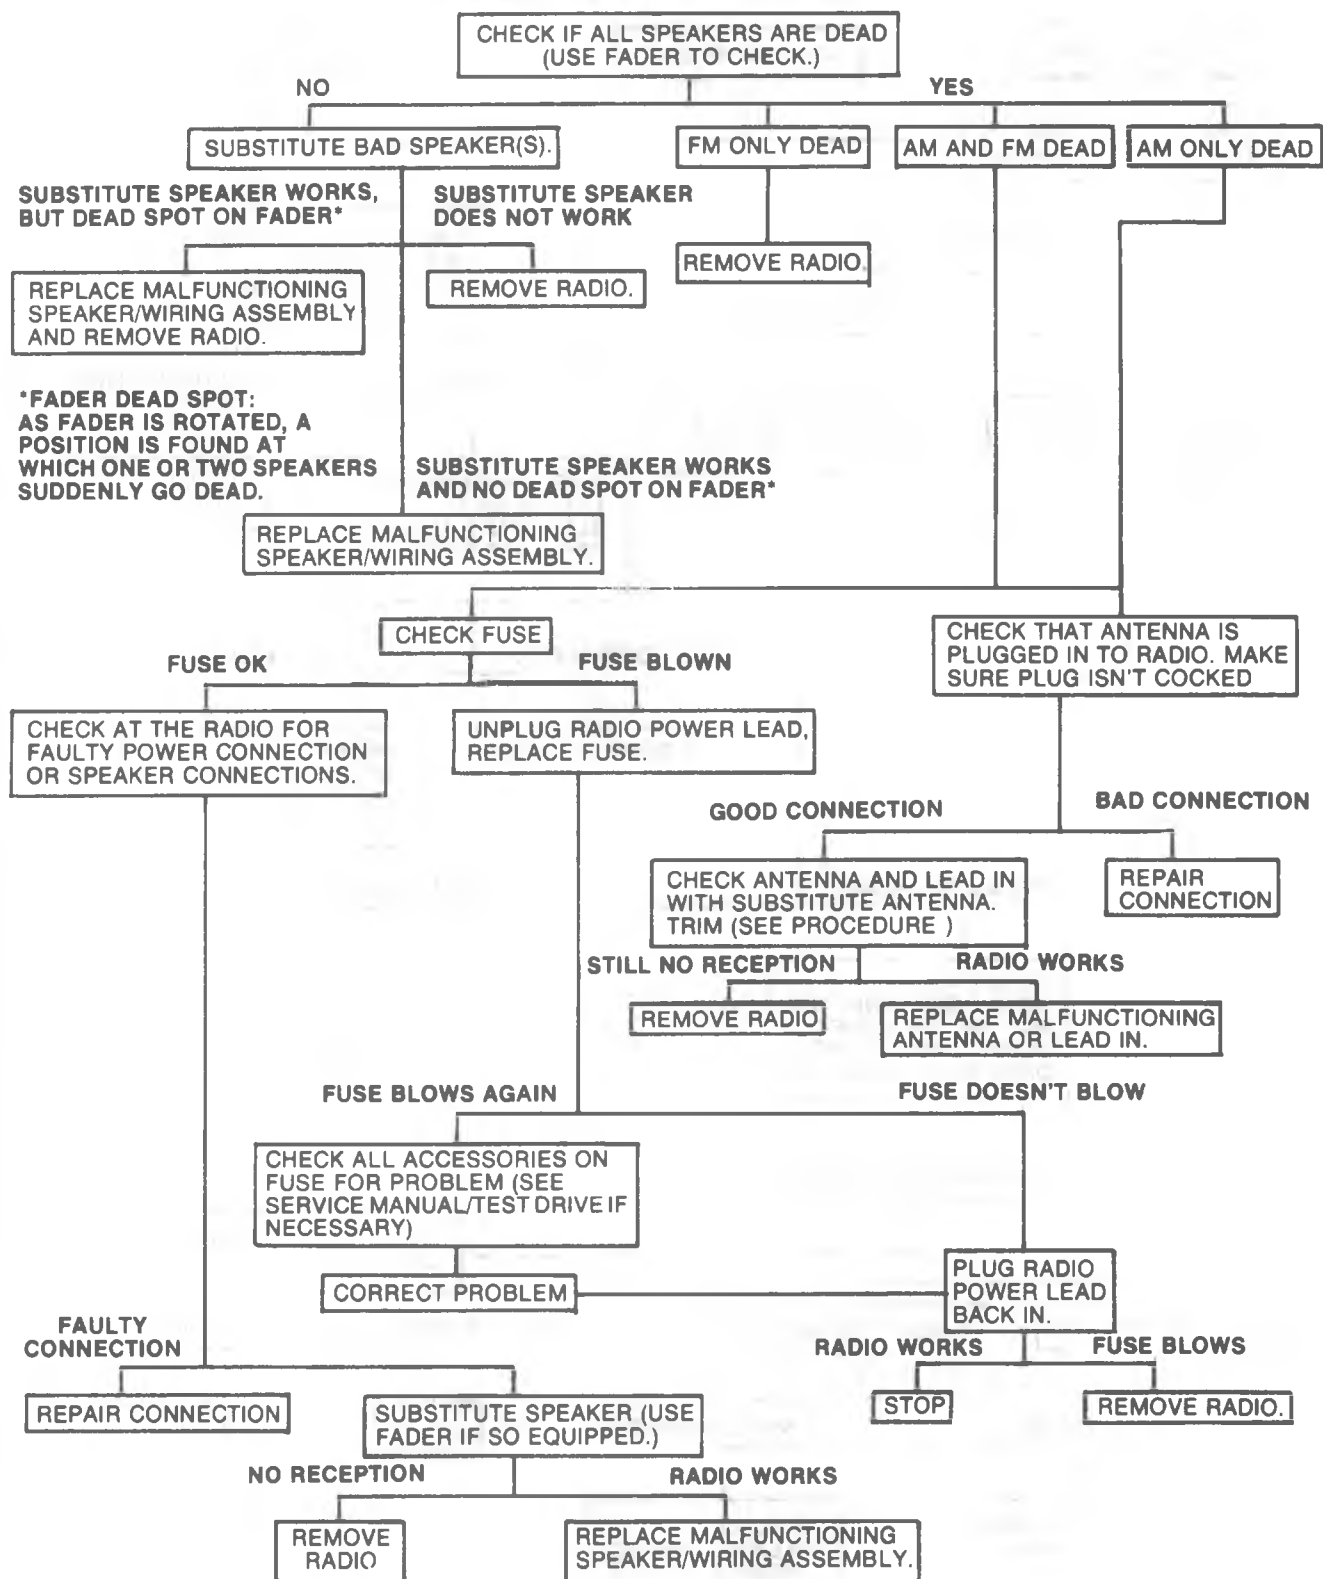 CHECK IF ALL SPEAKERS ARE DEAD
(USE FADER TO CHECK.)
NO
YES
SUBSTITUTE BAD SPEAKER(S).
FM ONLY DEAD
AM AND FM DEAD
AM ONLY DEAD
SUBSTITUTE SPEAKER WORKS,
BUT DEAD SPOT ON FADER*
SUBSTITUTE SPEAKER
DOES NOT WORK
REMOVE RADIO.
REPLACE MALFUNCTIONING
SPEAKER/WIRING ASSEMBLY
AND REMOVE RADIO.
REMOVE RADIO.
*FADER DEAD SPOT:
AS FADER IS ROTATED, A
POSITION IS FOUND AT
WHICH ONE OR TWO SPEAKERS
SUDDENLY GO DEAD.
SUBSTITUTE SPEAKER WORKS
AND NO DEAD SPOT ON FADER*
REPLACE MALFUNCTIONING
SPEAKER/WIRING ASSEMBLY.
CHECK FUSE
CHECK THAT ANTENNA IS
PLUGGED IN TO RADIO. MAKE
SURE PLUG ISN'T COCKED
FUSE OK
FUSE BLOWN
CHECK AT THE RADIO FOR
FAULTY POWER CONNECTION
OR SPEAKER CONNECTIONS.
UNPLUG RADIO POWER LEAD,
REPLACE FUSE.
GOOD CONNECTION
BAD CONNECTION
CHECK ANTENNA AND LEAD IN
WITH SUBSTITUTE ANTENNA.
TRIM (SEE PROCEDURE )
REPAIR
CONNECTION
STILL NO RECEPTION
RADIO WORKS
REMOVE RADIO
REPLACE MALFUNCTIONING
ANTENNA OR LEAD IN.
FUSE BLOWS AGAIN
FUSE DOESN'T BLOW
CHECK ALL ACCESSORIES ON
FUSE FOR PROBLEM (SEE
SERVICE MANUAL/TEST DRIVE IF
NECESSARY)
CORRECT PROBLEM
PLUG RADIO
POWER LEAD
BACK IN.
FAULTY
CONNECTION
RADIO WORKS
FUSE BLOWS
REPAIR CONNECTION
SUBSTITUTE SPEAKER (USE
FADER IF SO EQUIPPED.)
STOP
REMOVE RADIO.
NO RECEPTION
RADIO WORKS
REMOVE
RADIO
REPLACE MALFUNCTIONING
SPEAKER/WIRING ASSEMBLY.